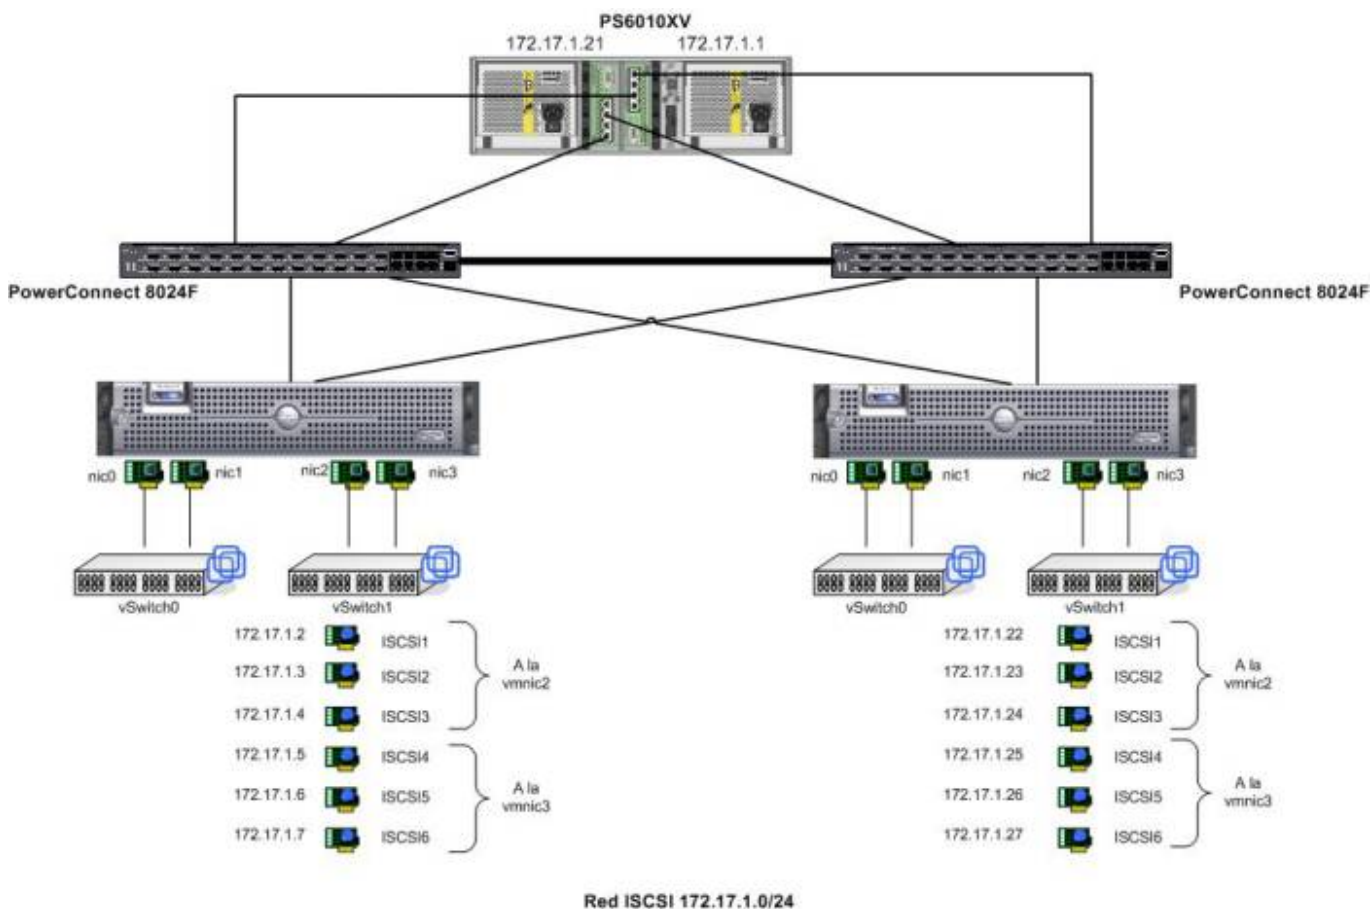 PS6010XV
172.17.1.21 172.17.1.1
PowerConnect 8024F
PowerConnect 8024F
nic0 nic1 nic2 nic3
nic0 nic1 nic2 nic3
vSwitch0 vSwitch1
vSwitch0 vSwitch1
172.17.1.2 ISCSI1
172.17.1.3 ISCSI2
172.17.1.4 ISCSI3
A la
vmnic2
172.17.1.5 ISCSI4
172.17.1.6 ISCSI5
172.17.1.7 ISCSI6
A la
vmnic3
172.17.1.22 ISCSI1
172.17.1.23 ISCSI2
172.17.1.24 ISCSI3
A la
vmnic2
172.17.1.25 ISCSI4
172.17.1.26 ISCSI5
172.17.1.27 ISCSI6
A la
vmnic3
Red ISCSI 172.17.1.0/24